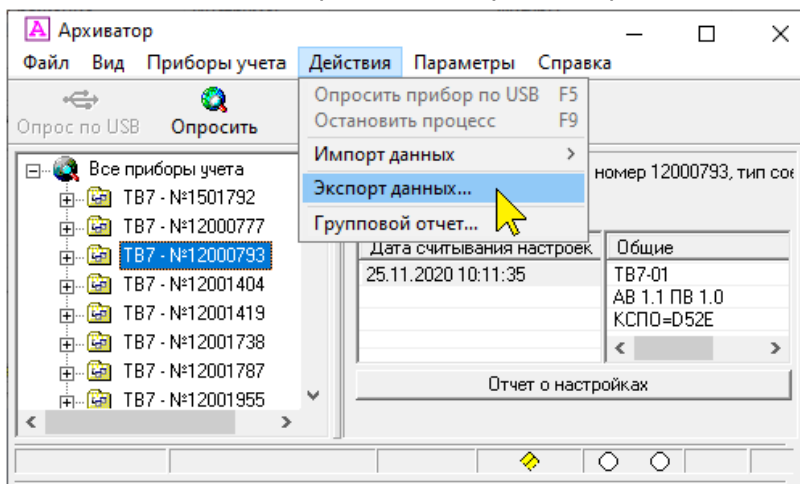 A Архиватор
Файл Вид Приборы учета Действия Параметры Справка
Опрос по USB Опросить
Опросить прибор по USB F5
Остановить процесс F9
Импорт данных
Экспорт данных...
Групповой отчет...
Все приборы учета
ТВ7 - №1501792
ТВ7 - №12000777
ТВ7 - №12000793
ТВ7 - №12001404
ТВ7 - №12001419
ТВ7 - №12001738
ТВ7 - №12001787
ТВ7 - №12001955
номер 12000793, тип
Дата считывания настроек Общие
25.11.2020 10:11:35 ТВ7-01
АВ 1.1 ПВ 1.0
КСПО=D52E
Отчет о настройках